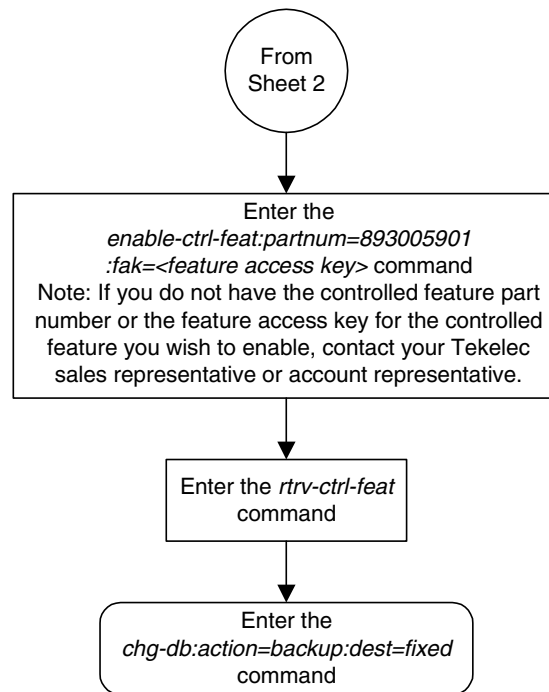 From
Sheet 2
Enter the
enable-ctrl-feat:partnum=893005901
:fak=<feature access key> command
Note: If you do not have the controlled feature part
number or the feature access key for the controlled
feature you wish to enable, contact your Tekelec
sales representative or account representative.
Enter the rtrv-ctrl-feat
command
Enter the
chg-db:action=backup:dest=fixed
command